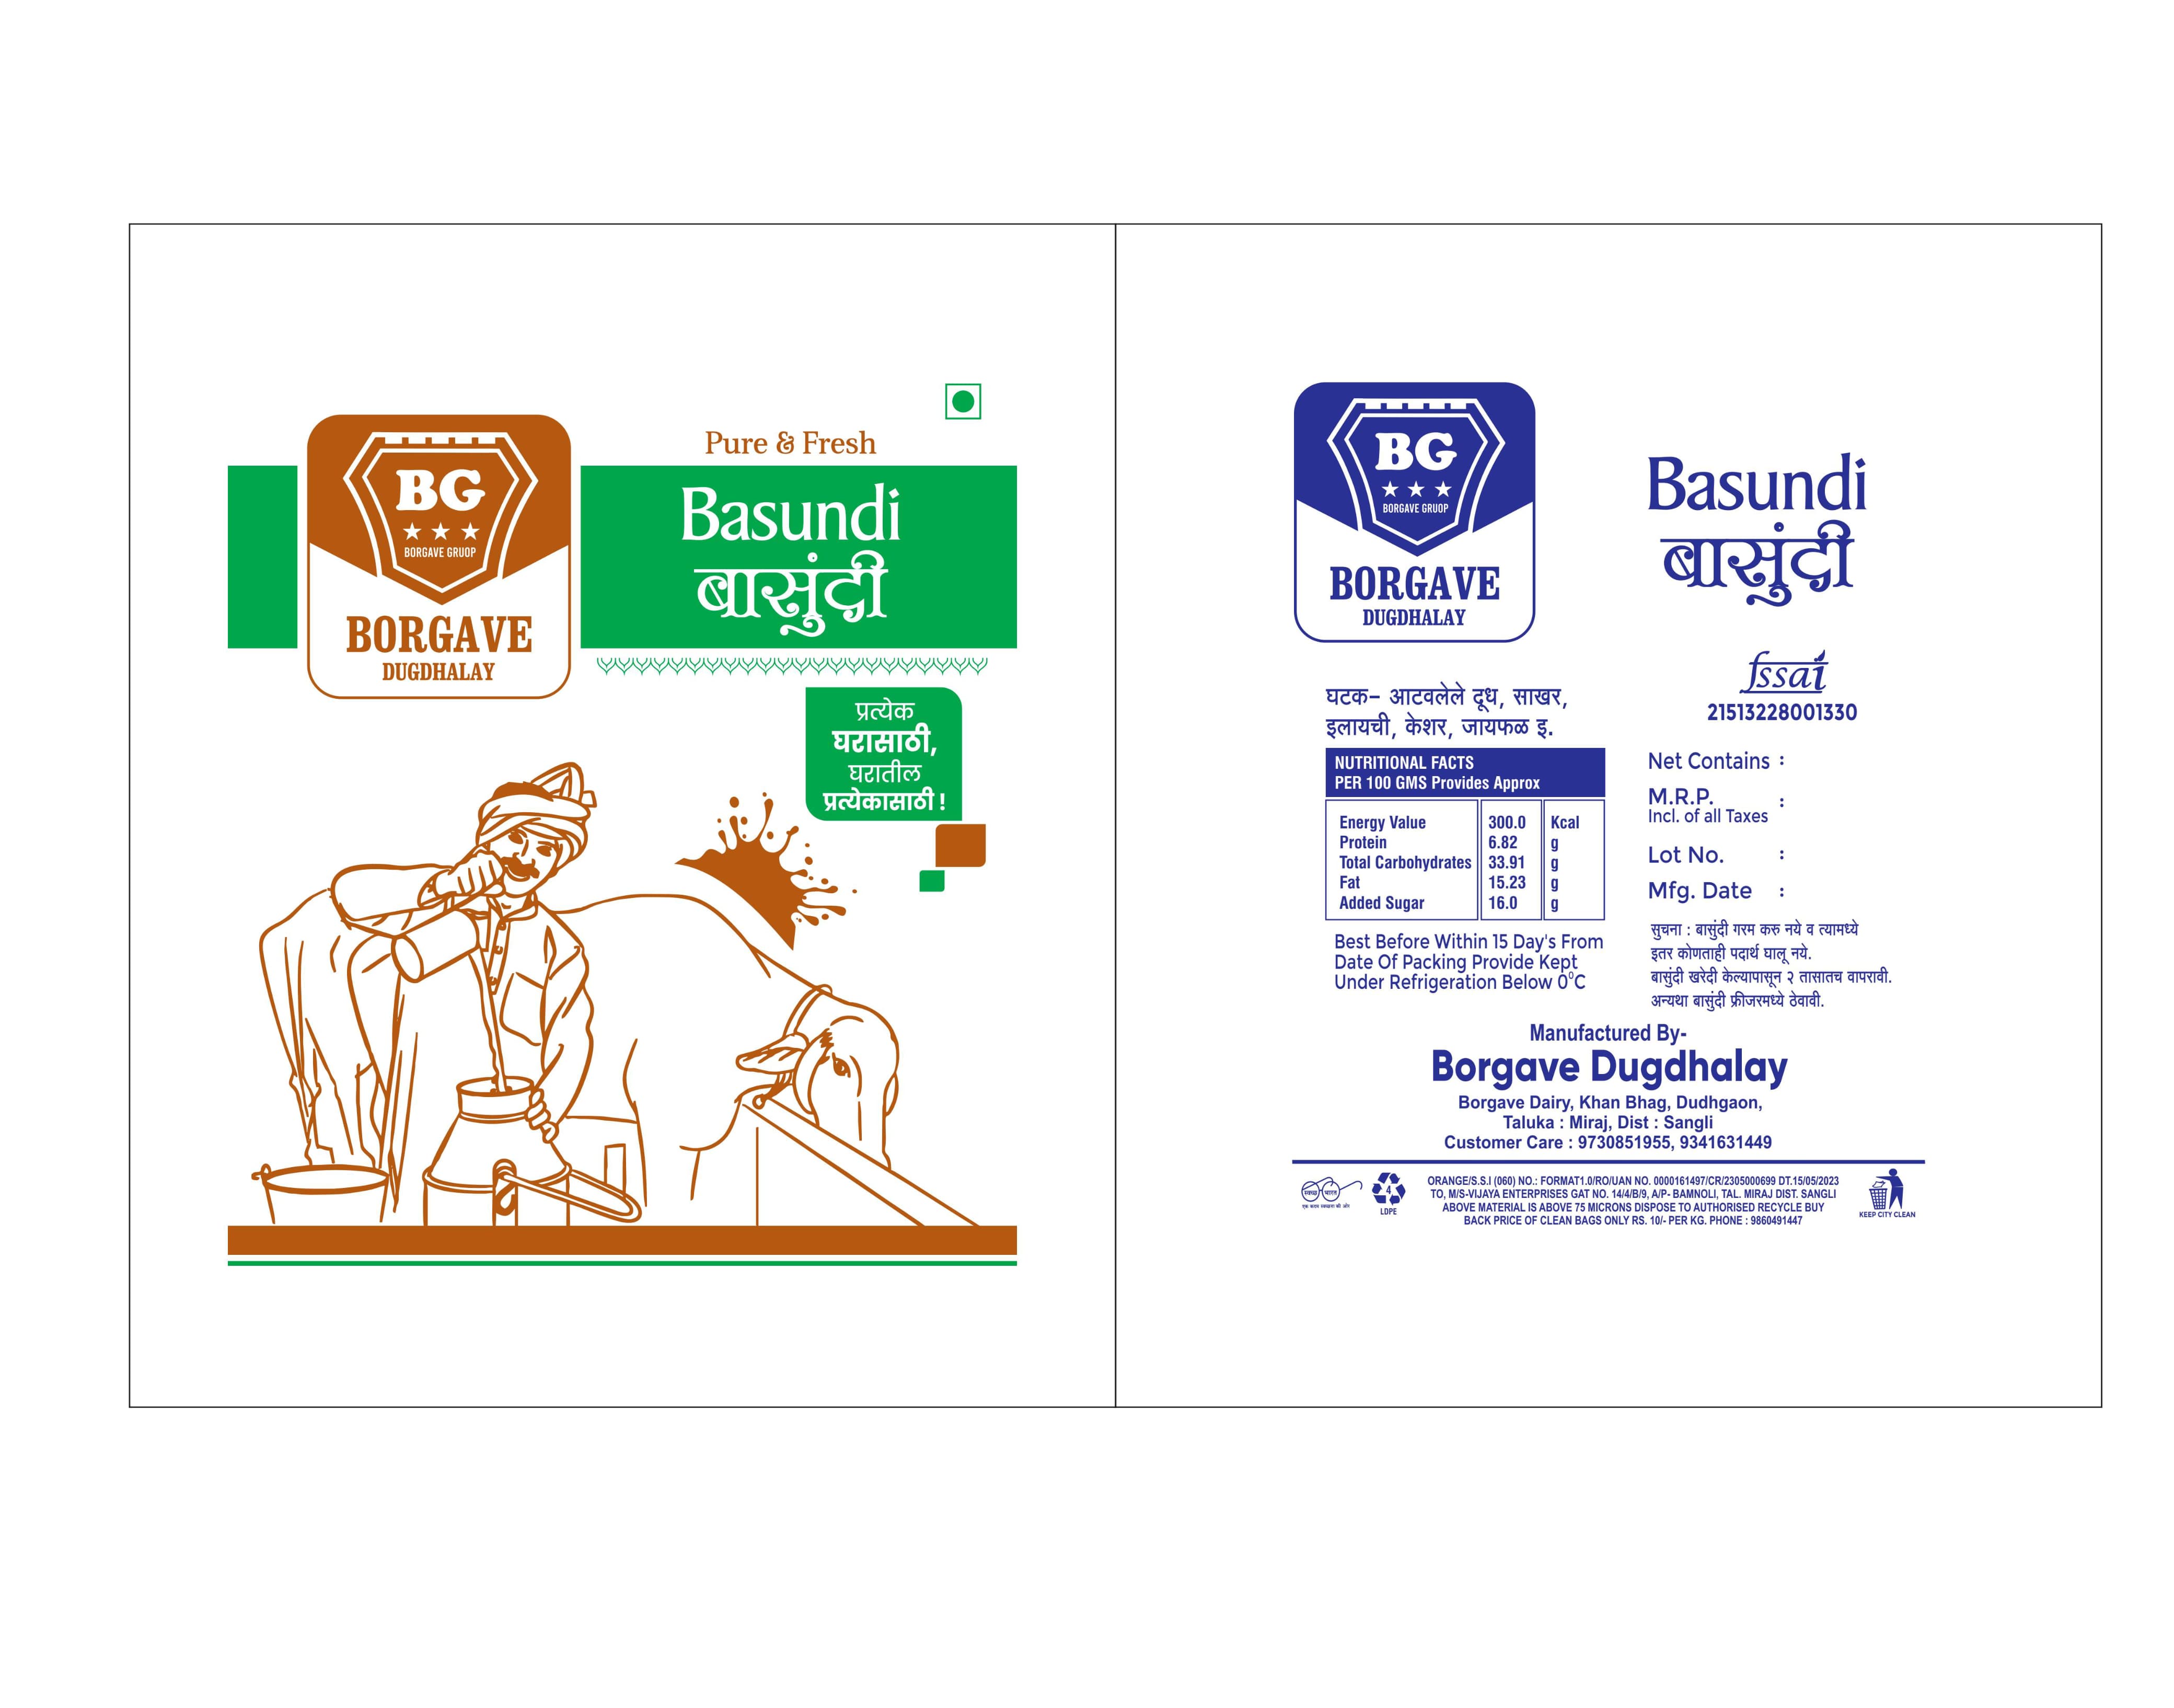 BG
BORGAVE GRUOP
BORGAVE
DUGDHALAY
Pure & Fresh
Basundi
बासुंदी
प्रत्येक
घरासाठी,
घरातील
प्रत्येकासाठी !
BG
BORGAVE GRUOP
BORGAVE
DUGDHALAY
Basundi
बासुंदी
fssai
21513228001330
घटक– आटवलेले दूध, साखर,
इलायची, केशर, जायफळ इ.
NUTRITIONAL FACTS
PER 100 GMS Provides Approx
Energy Value 300.0 Kcal
Protein 6.82 g
Total Carbohydrates 33.91 g
Fat 15.23 g
Added Sugar 16.0 g
Best Before Within 15 Day's From
Date Of Packing Provide Kept
Under Refrigeration Below 0⁰C
Net Contains :
M.R.P. :
Incl. of all Taxes
Lot No. :
Mfg. Date :
सुचना : बासुंदी गरम करु नये व त्यामध्ये
इतर कोणताही पदार्थ घालू नये.
बासुंदी खरेदी केल्यापासून २ तासातच वापरावी.
अन्यथा बासुंदी फ्रीजरमध्ये ठेवावी.
Manufactured By-
Borgave Dugdhalay
Borgave Dairy, Khan Bhag, Dudhgaon,
Taluka : Miraj, Dist : Sangli
Customer Care : 9730851955, 9341631449
स्वच्छ भारत
एक कदम स्वच्छता की ओर
4
LDPE
ORANGE/S.S.I (060) NO.: FORMAT1.0/RO/UAN NO. 0000161497/CR/2305000699 DT.15/05/2023
TO, M/S-VIJAYA ENTERPRISES GAT NO. 14/4/B/9, A/P- BAMNOLI, TAL. MIRAJ DIST. SANGLI
ABOVE MATERIAL IS ABOVE 75 MICRONS DISPOSE TO AUTHORISED RECYCLE BUY
BACK PRICE OF CLEAN BAGS ONLY RS. 10/- PER KG. PHONE : 9860491447
KEEP CITY CLEAN